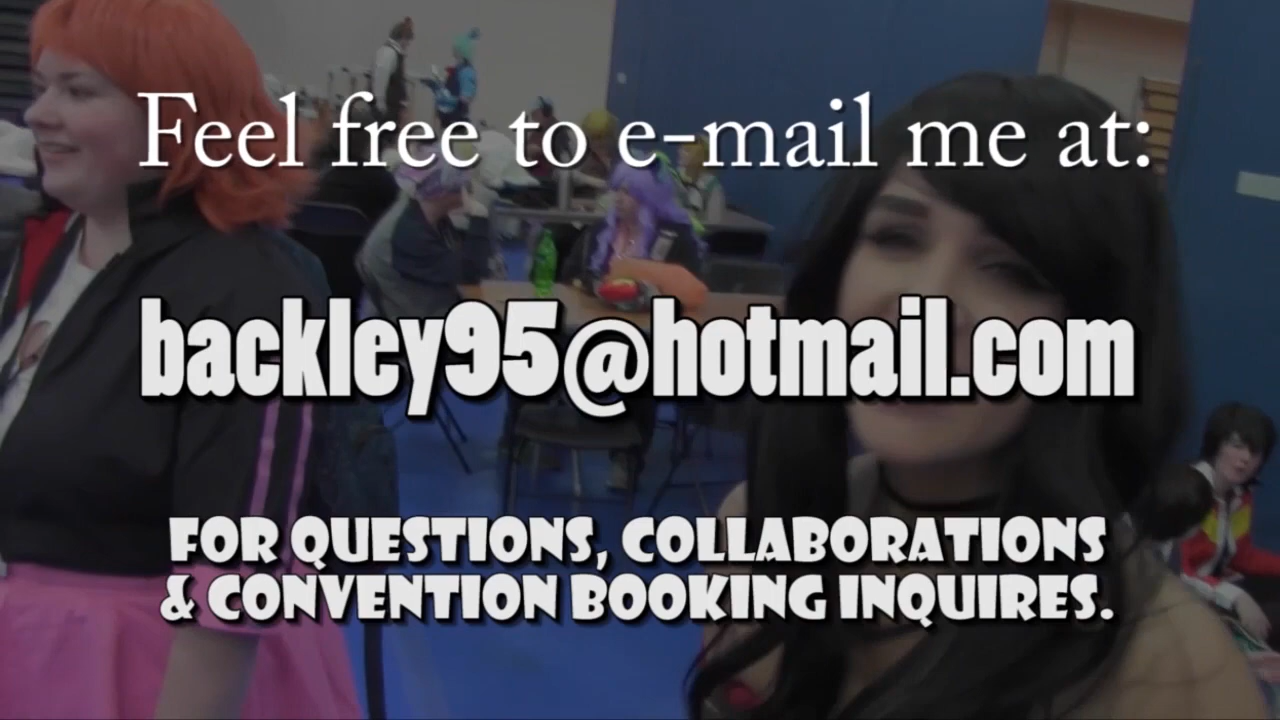 Feel free to e-mail me at:
backley95@hotmail.com
FOR QUESTIONS, COLLABORATIONS
& CONVENTION BOOKING INQUIRES.